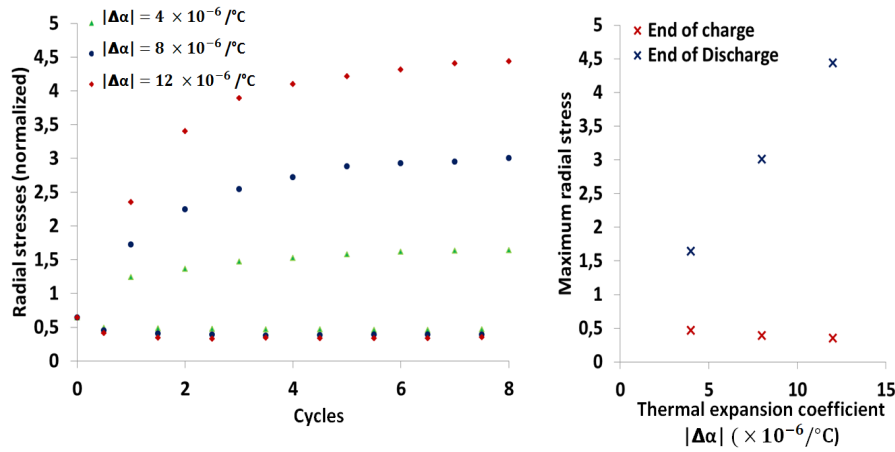 |Δα| = 4 ×10⁻⁶/°C
|Δα| = 8 ×10⁻⁶/°C
|Δα| = 12 ×10⁻⁶/°C
Radial stresses (normalized)
5
4,5
4
3,5
3
2,5
2
1,5
1
0,5
0
0 2 4 6 8
Cycles
End of charge
End of Discharge
Maximum radial stress
5
4,5
4
3,5
3
2,5
2
1,5
1
0,5
0
0 5 10 15
Thermal expansion coefficient
|Δα| (×10⁻⁶/°C)